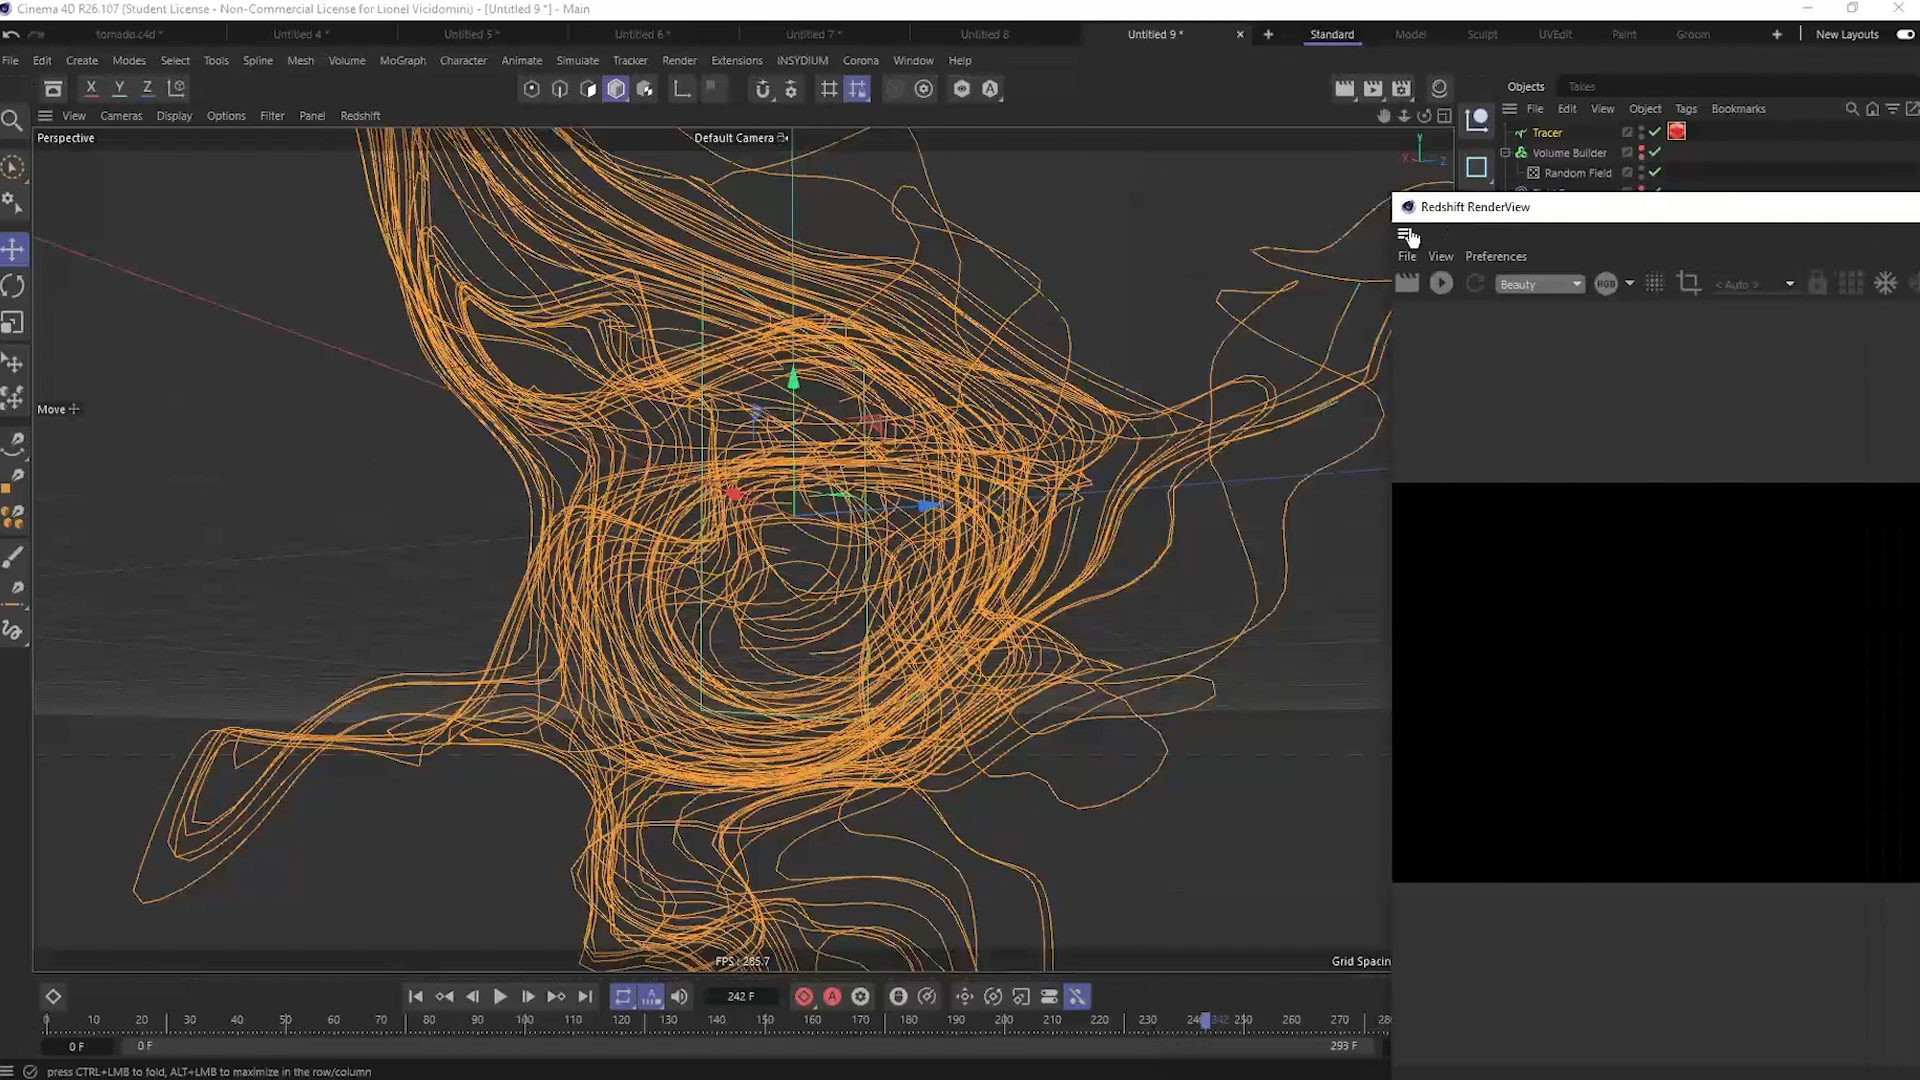 Cinema 4D R26.107 (Student License - Non-Commercial License for Lionel Vicidomini) - [Untitled 9 *] - Main
tornado.c4d * Untitled 4 * Untitled 5 * Untitled 6 * Untitled 7 * Untitled 8 Untitled 9 * Standard Model Sculpt UVEdit Paint Groom New Layouts
File Edit Create Modes Select Tools Spline Mesh Volume MoGraph Character Animate Simulate Tracker Render Extensions INSYDIUM Corona Window Help
X Y Z
Objects Takes
View Cameras Display Options Filter Panel Redshift
File Edit View Object Tags Bookmarks
Perspective
Default Camera
Tracer
Volume Builder
Random Field
Y
X
Z
Redshift RenderView
File View Preferences
Beauty RGB < Auto >
Move
FPS : 285.7
Grid Spacin
242 F
0 10 20 30 40 50 60 70 80 90 100 110 120 130 140 150 160 170 180 190 200 210 220 230 24 242 250 260 270 28
0 F 0 F 293 F
press CTRL+LMB to fold, ALT+LMB to maximize in the row/column